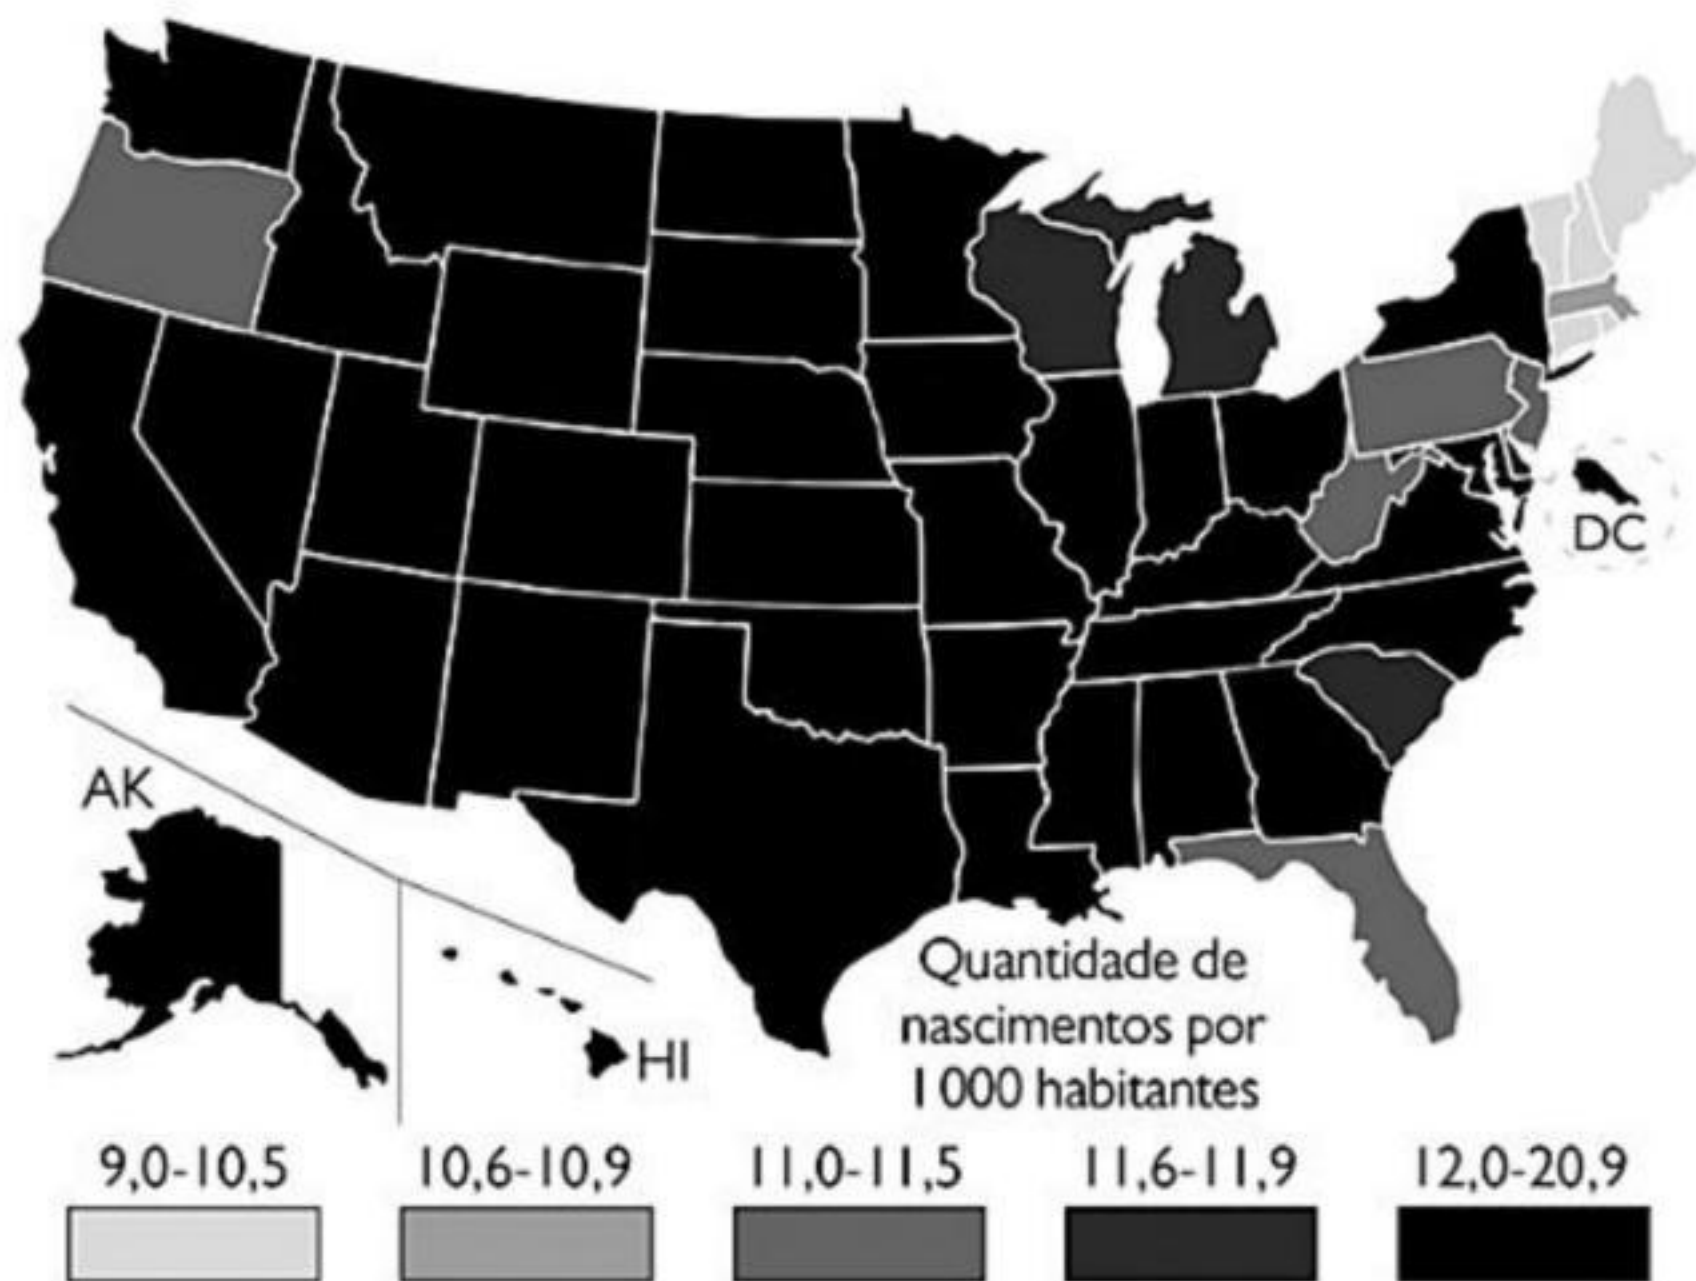 DC
AK
HI
Quantidade de
nascimentos por
1 000 habitantes
9,0-10,5
10,6-10,9
11,0-11,5
11,6-11,9
12,0-20,9